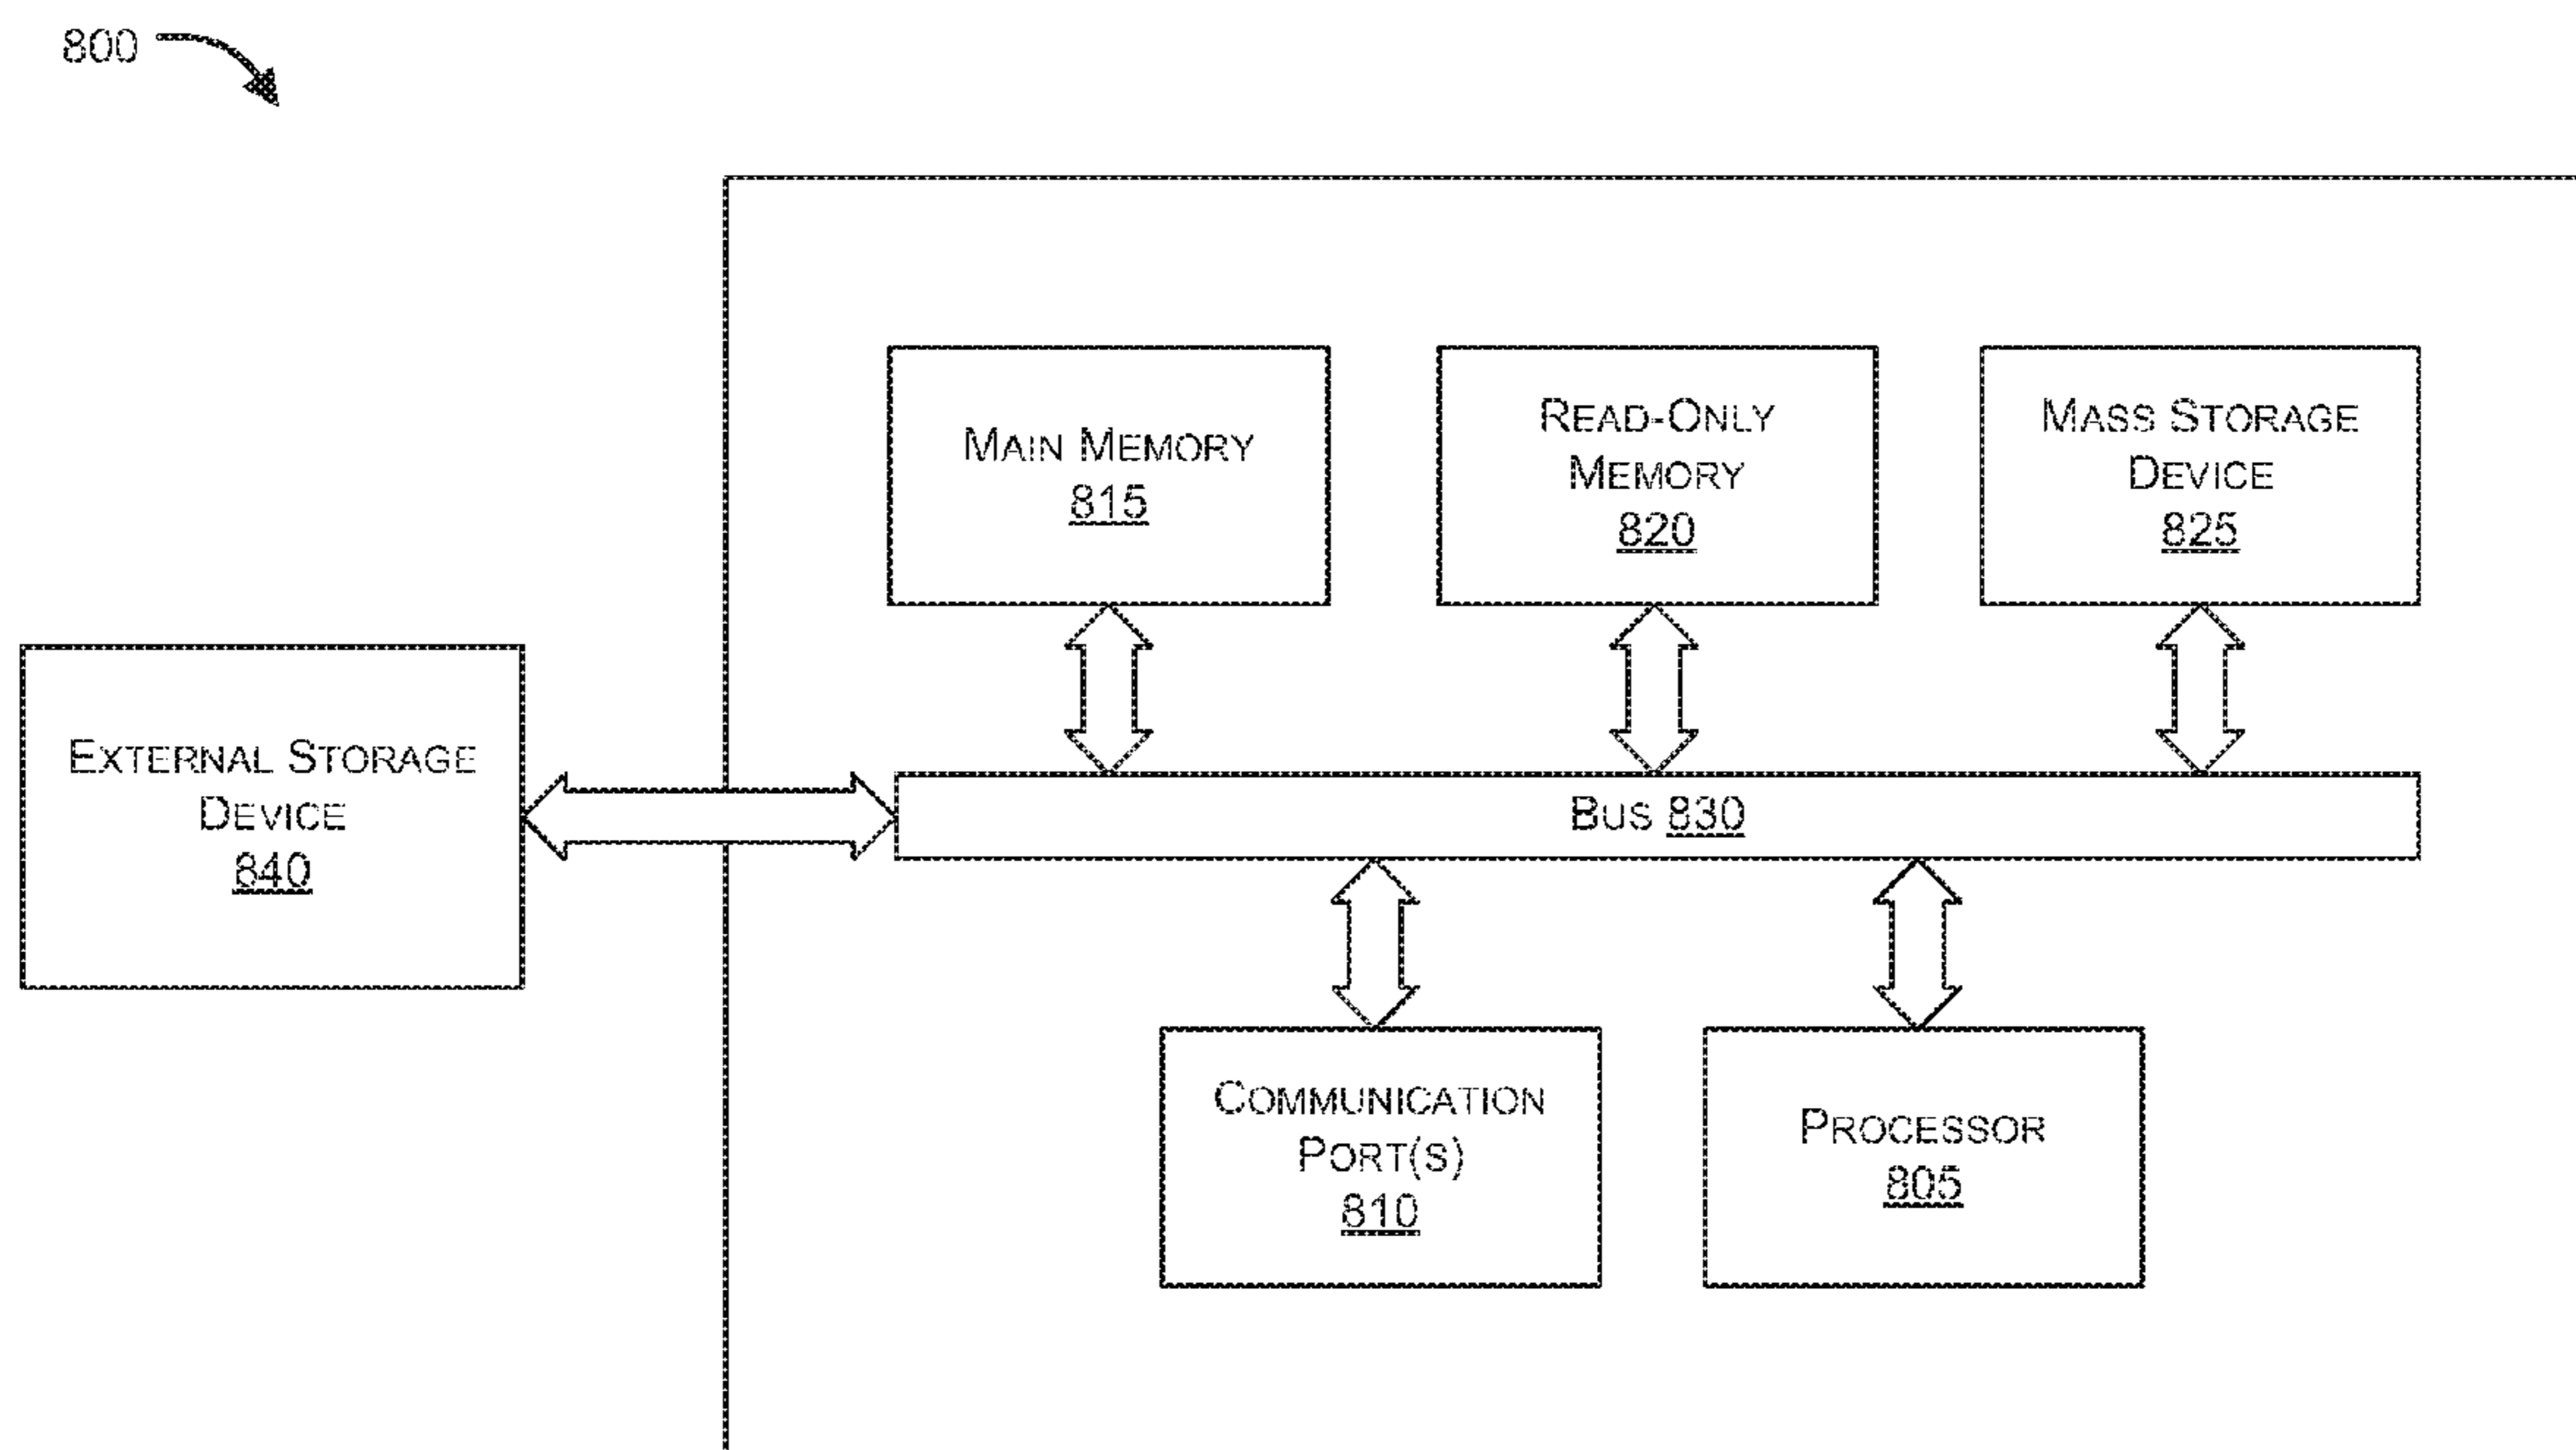 800
MAIN MEMORY
815
READ-ONLY
MEMORY
820
MASS STORAGE
DEVICE
825
EXTERNAL STORAGE
DEVICE
840
BUS 830
COMMUNICATION
PORT(S)
810
PROCESSOR
805